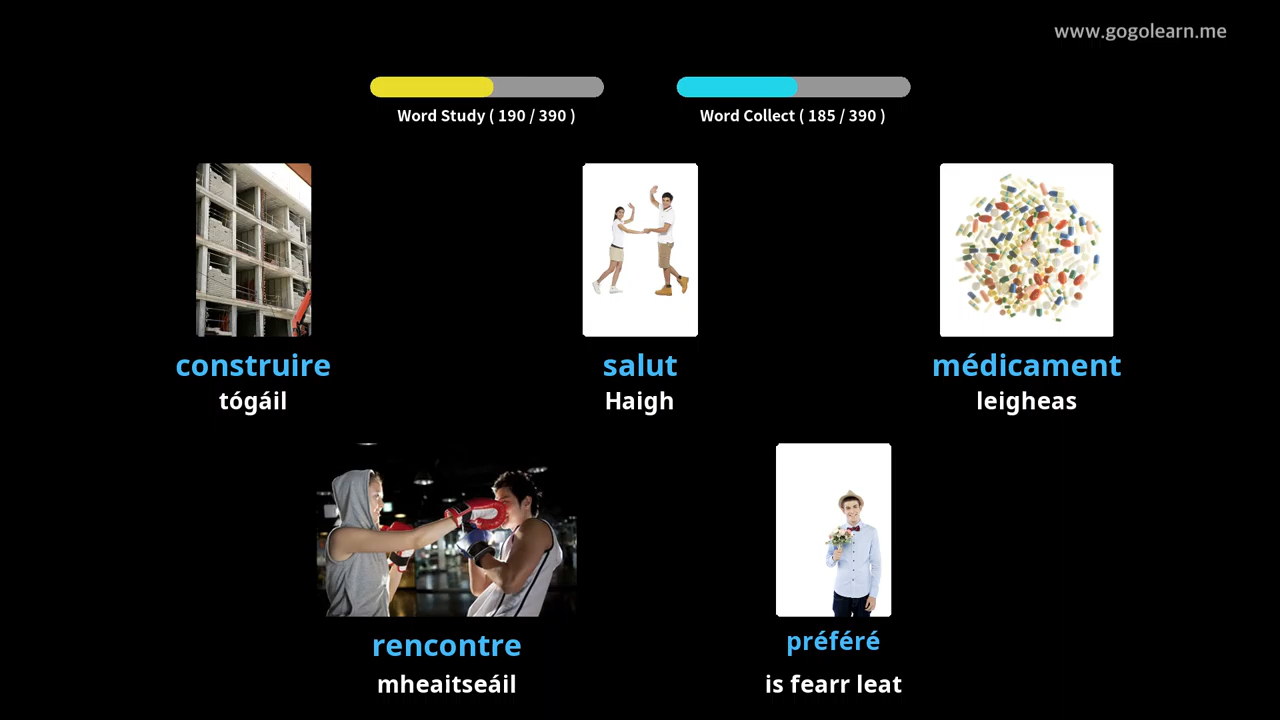 www.gogolearn.me
Word Study ( 190 / 390 )
Word Collect ( 185 / 390 )
construire
tógáil
salut
Haigh
médicament
leigheas
rencontre
mheaitseáil
préféré
is fearr leat